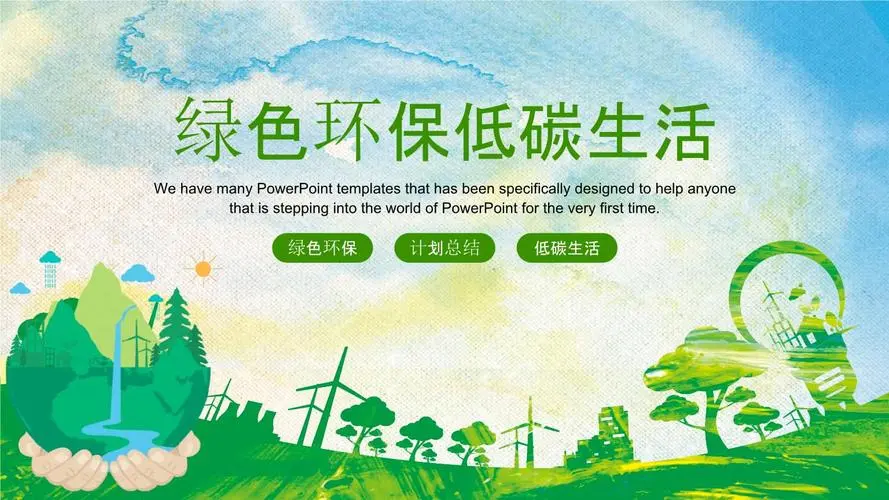 绿色环保低碳生活
We have many PowerPoint templates that has been specifically designed to help anyone
that is stepping into the world of PowerPoint for the very first time.
绿色环保 计划总结 低碳生活